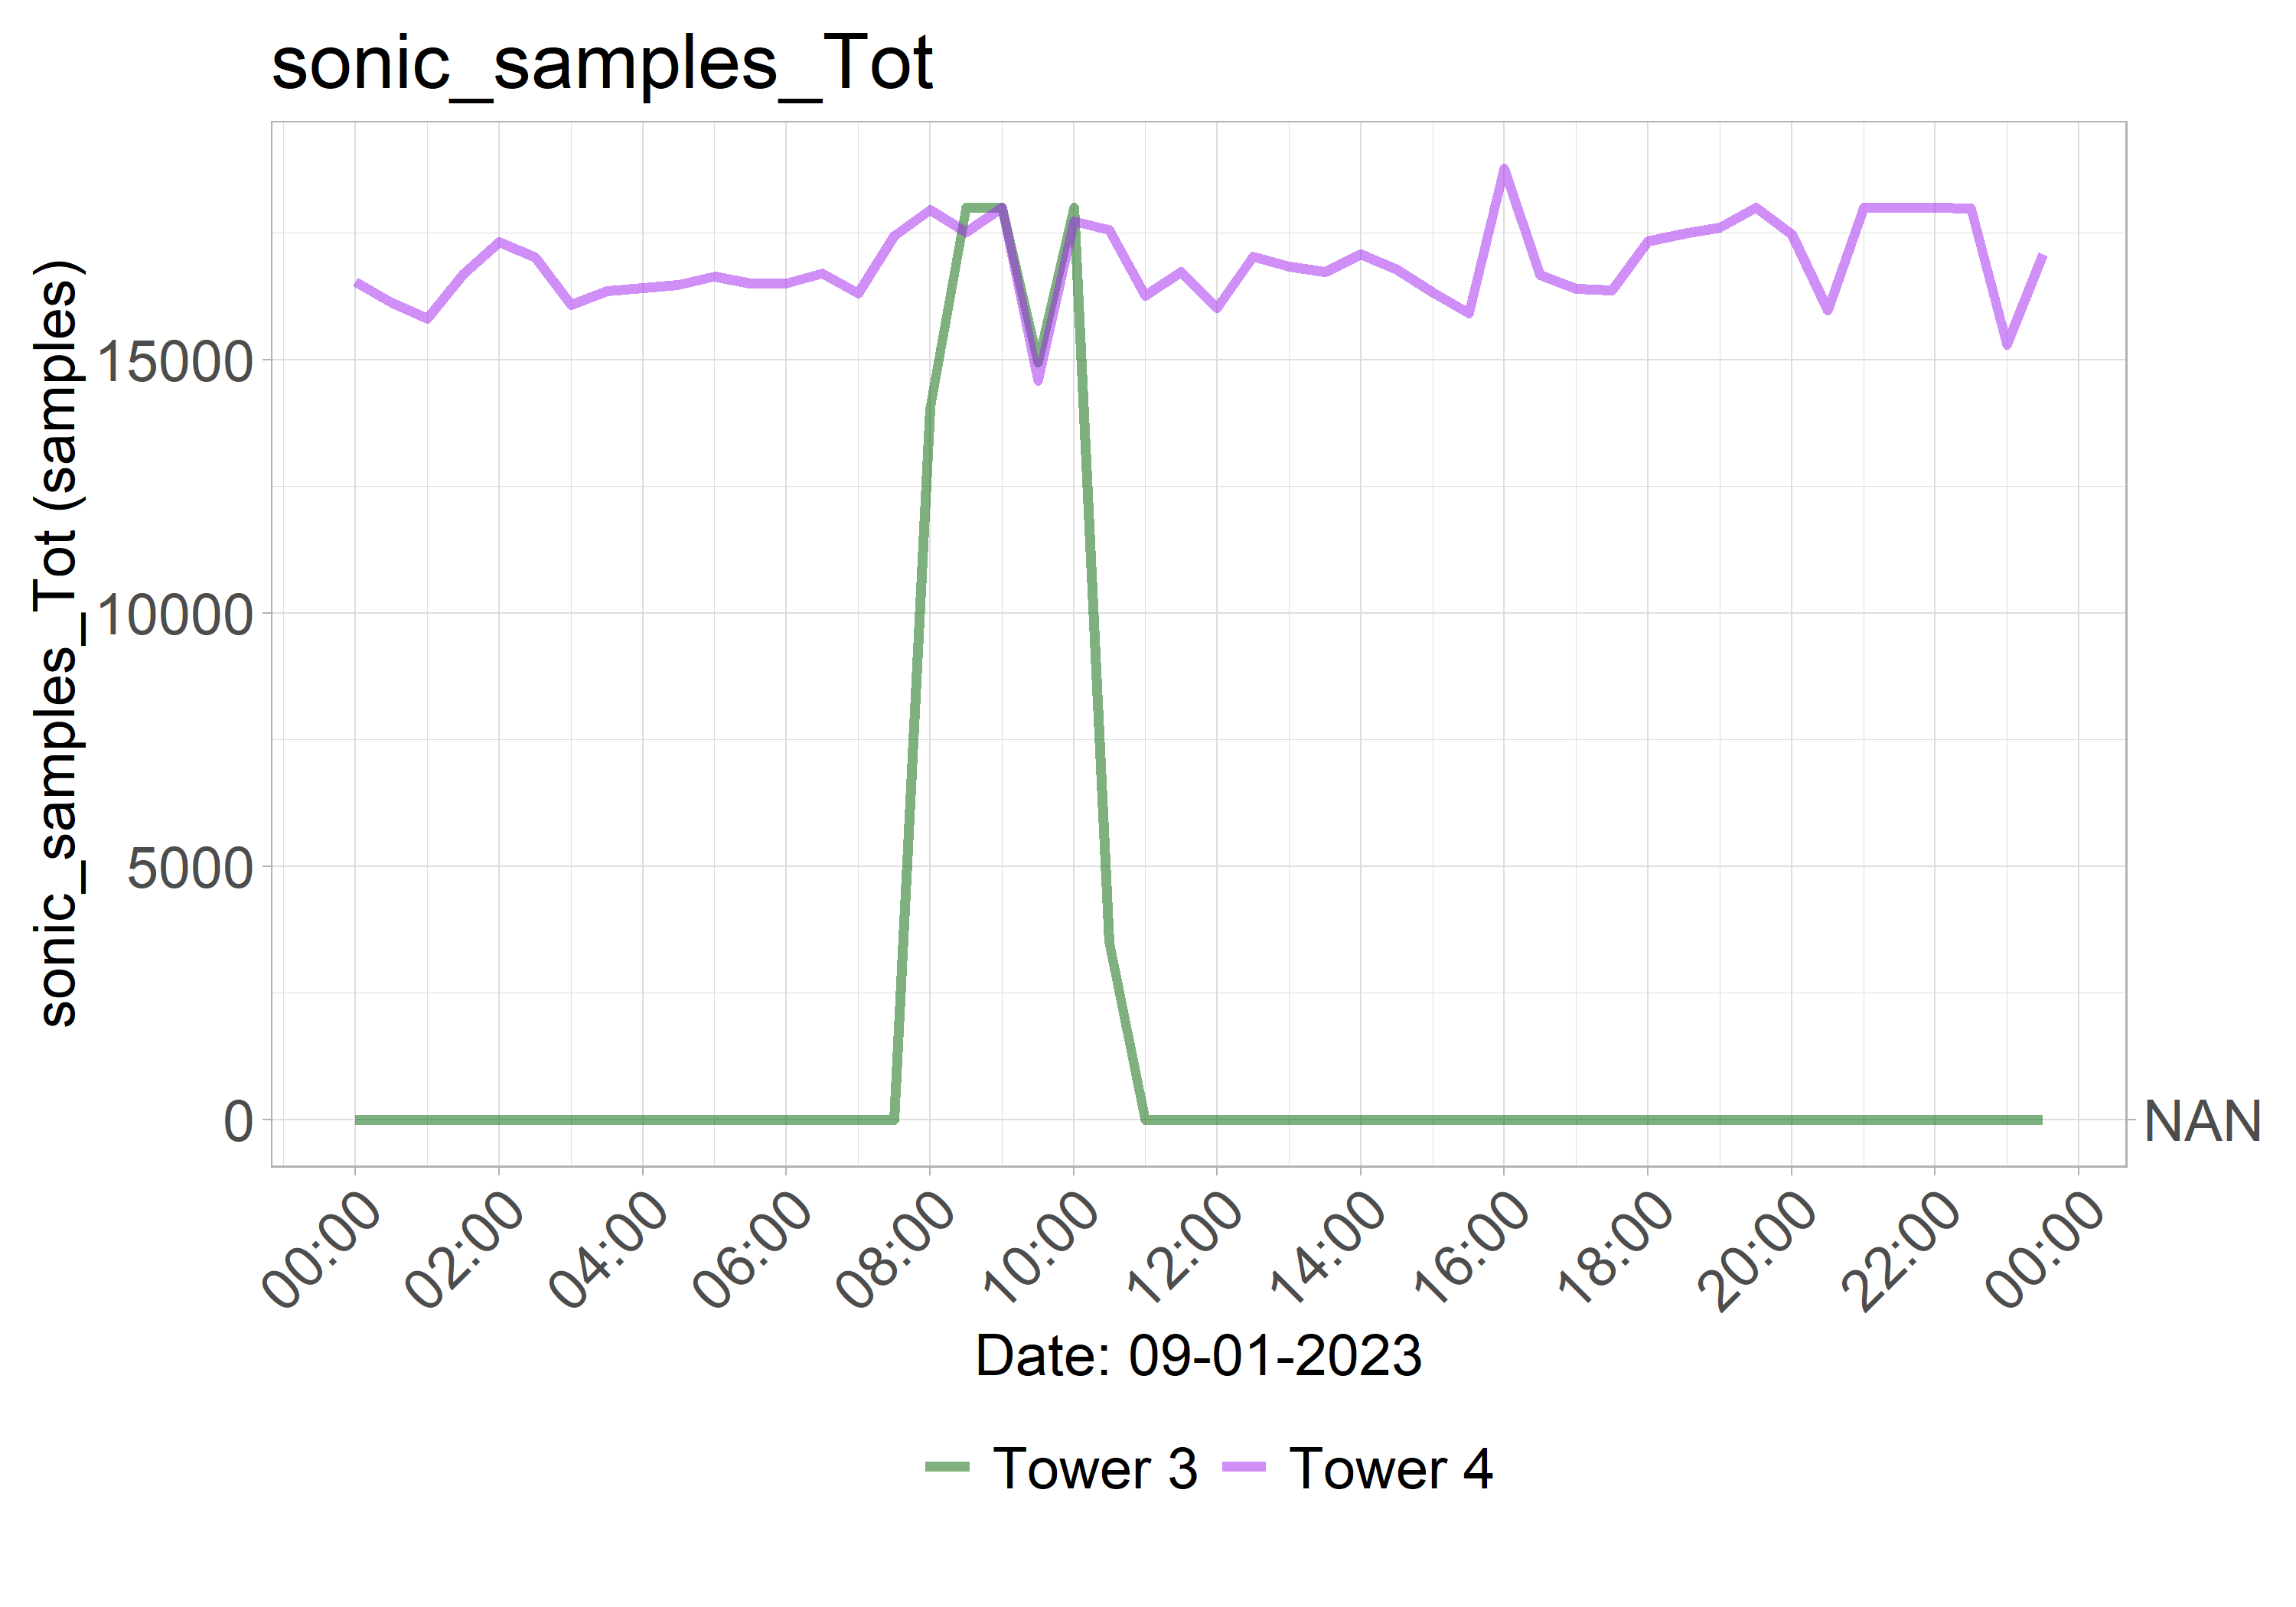 sonic_samples_Tot
sonic_samples_Tot (samples)
15000
10000
5000
0
NAN
00:00
02:00
04:00
06:00
08:00
10:00
12:00
14:00
16:00
18:00
20:00
22:00
00:00
Date: 09-01-2023
Tower 3
Tower 4